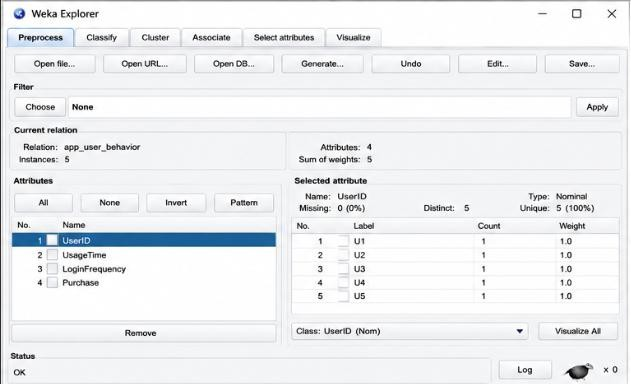 Weka Explorer
Preprocess Classify Cluster Associate Select attributes Visualize
Open file... Open URL... Open DB... Generate... Undo Edit... Save...
Filter
Choose None Apply
Current relation
Relation: app_user_behavior
Instances: 5
Attributes: 4
Sum of weights: 5
Attributes
All None Invert Pattern
No. Name
1 UserID
2 UsageTime
3 LoginFrequency
4 Purchase
Remove
Selected attribute
Name: UserID Type: Nominal
Missing: 0 (0%) Distinct: 5 Unique: 5 (100%)
No. Label Count Weight
1 U1 1 1.0
2 U2 1 1.0
3 U3 1 1.0
4 U4 1 1.0
5 U5 1 1.0
Class: UserID (Nom) Visualize All
Status
OK
Log x 0